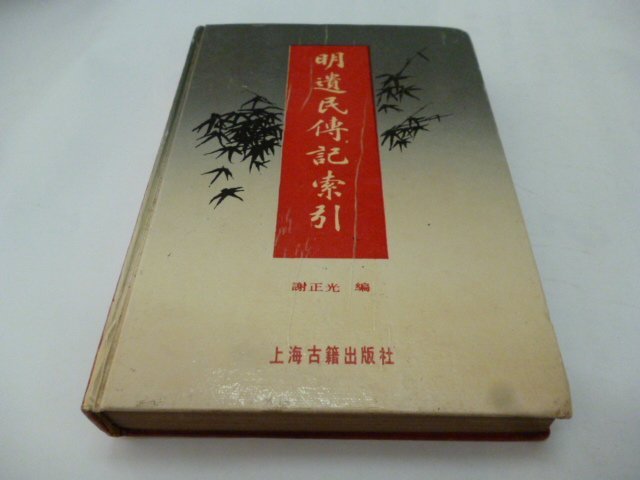 明遺民傳記索引
謝正光 編
上海古籍出版社